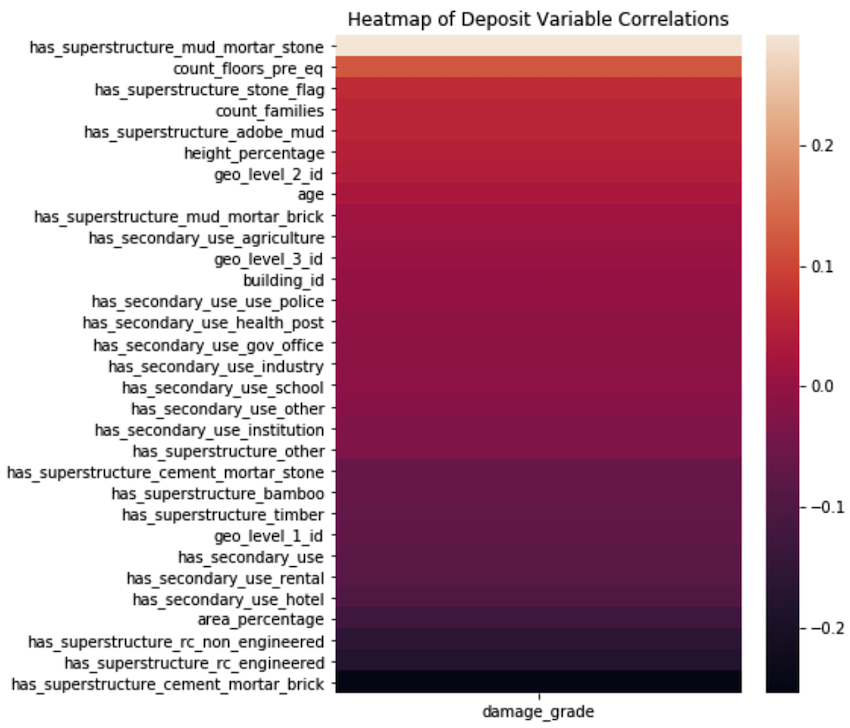 Heatmap of Deposit Variable Correlations
has_superstructure_mud_mortar_stone
count_floors_pre_eq
has_superstructure_stone_flag
count_families
has_superstructure_adobe_mud
height_percentage
geo_level_2_id
age
has_superstructure_mud_mortar_brick
has_secondary_use_agriculture
geo_level_3_id
building_id
has_secondary_use_use_police
has_secondary_use_health_post
has_secondary_use_gov_office
has_secondary_use_industry
has_secondary_use_school
has_secondary_use_other
has_secondary_use_institution
has_superstructure_other
has_superstructure_cement_mortar_stone
has_superstructure_bamboo
has_superstructure_timber
geo_level_1_id
has_secondary_use
has_secondary_use_rental
has_secondary_use_hotel
area_percentage
has_superstructure_rc_non_engineered
has_superstructure_rc_engineered
has_superstructure_cement_mortar_brick
damage_grade
0.2
0.1
0.0
−0.1
−0.2